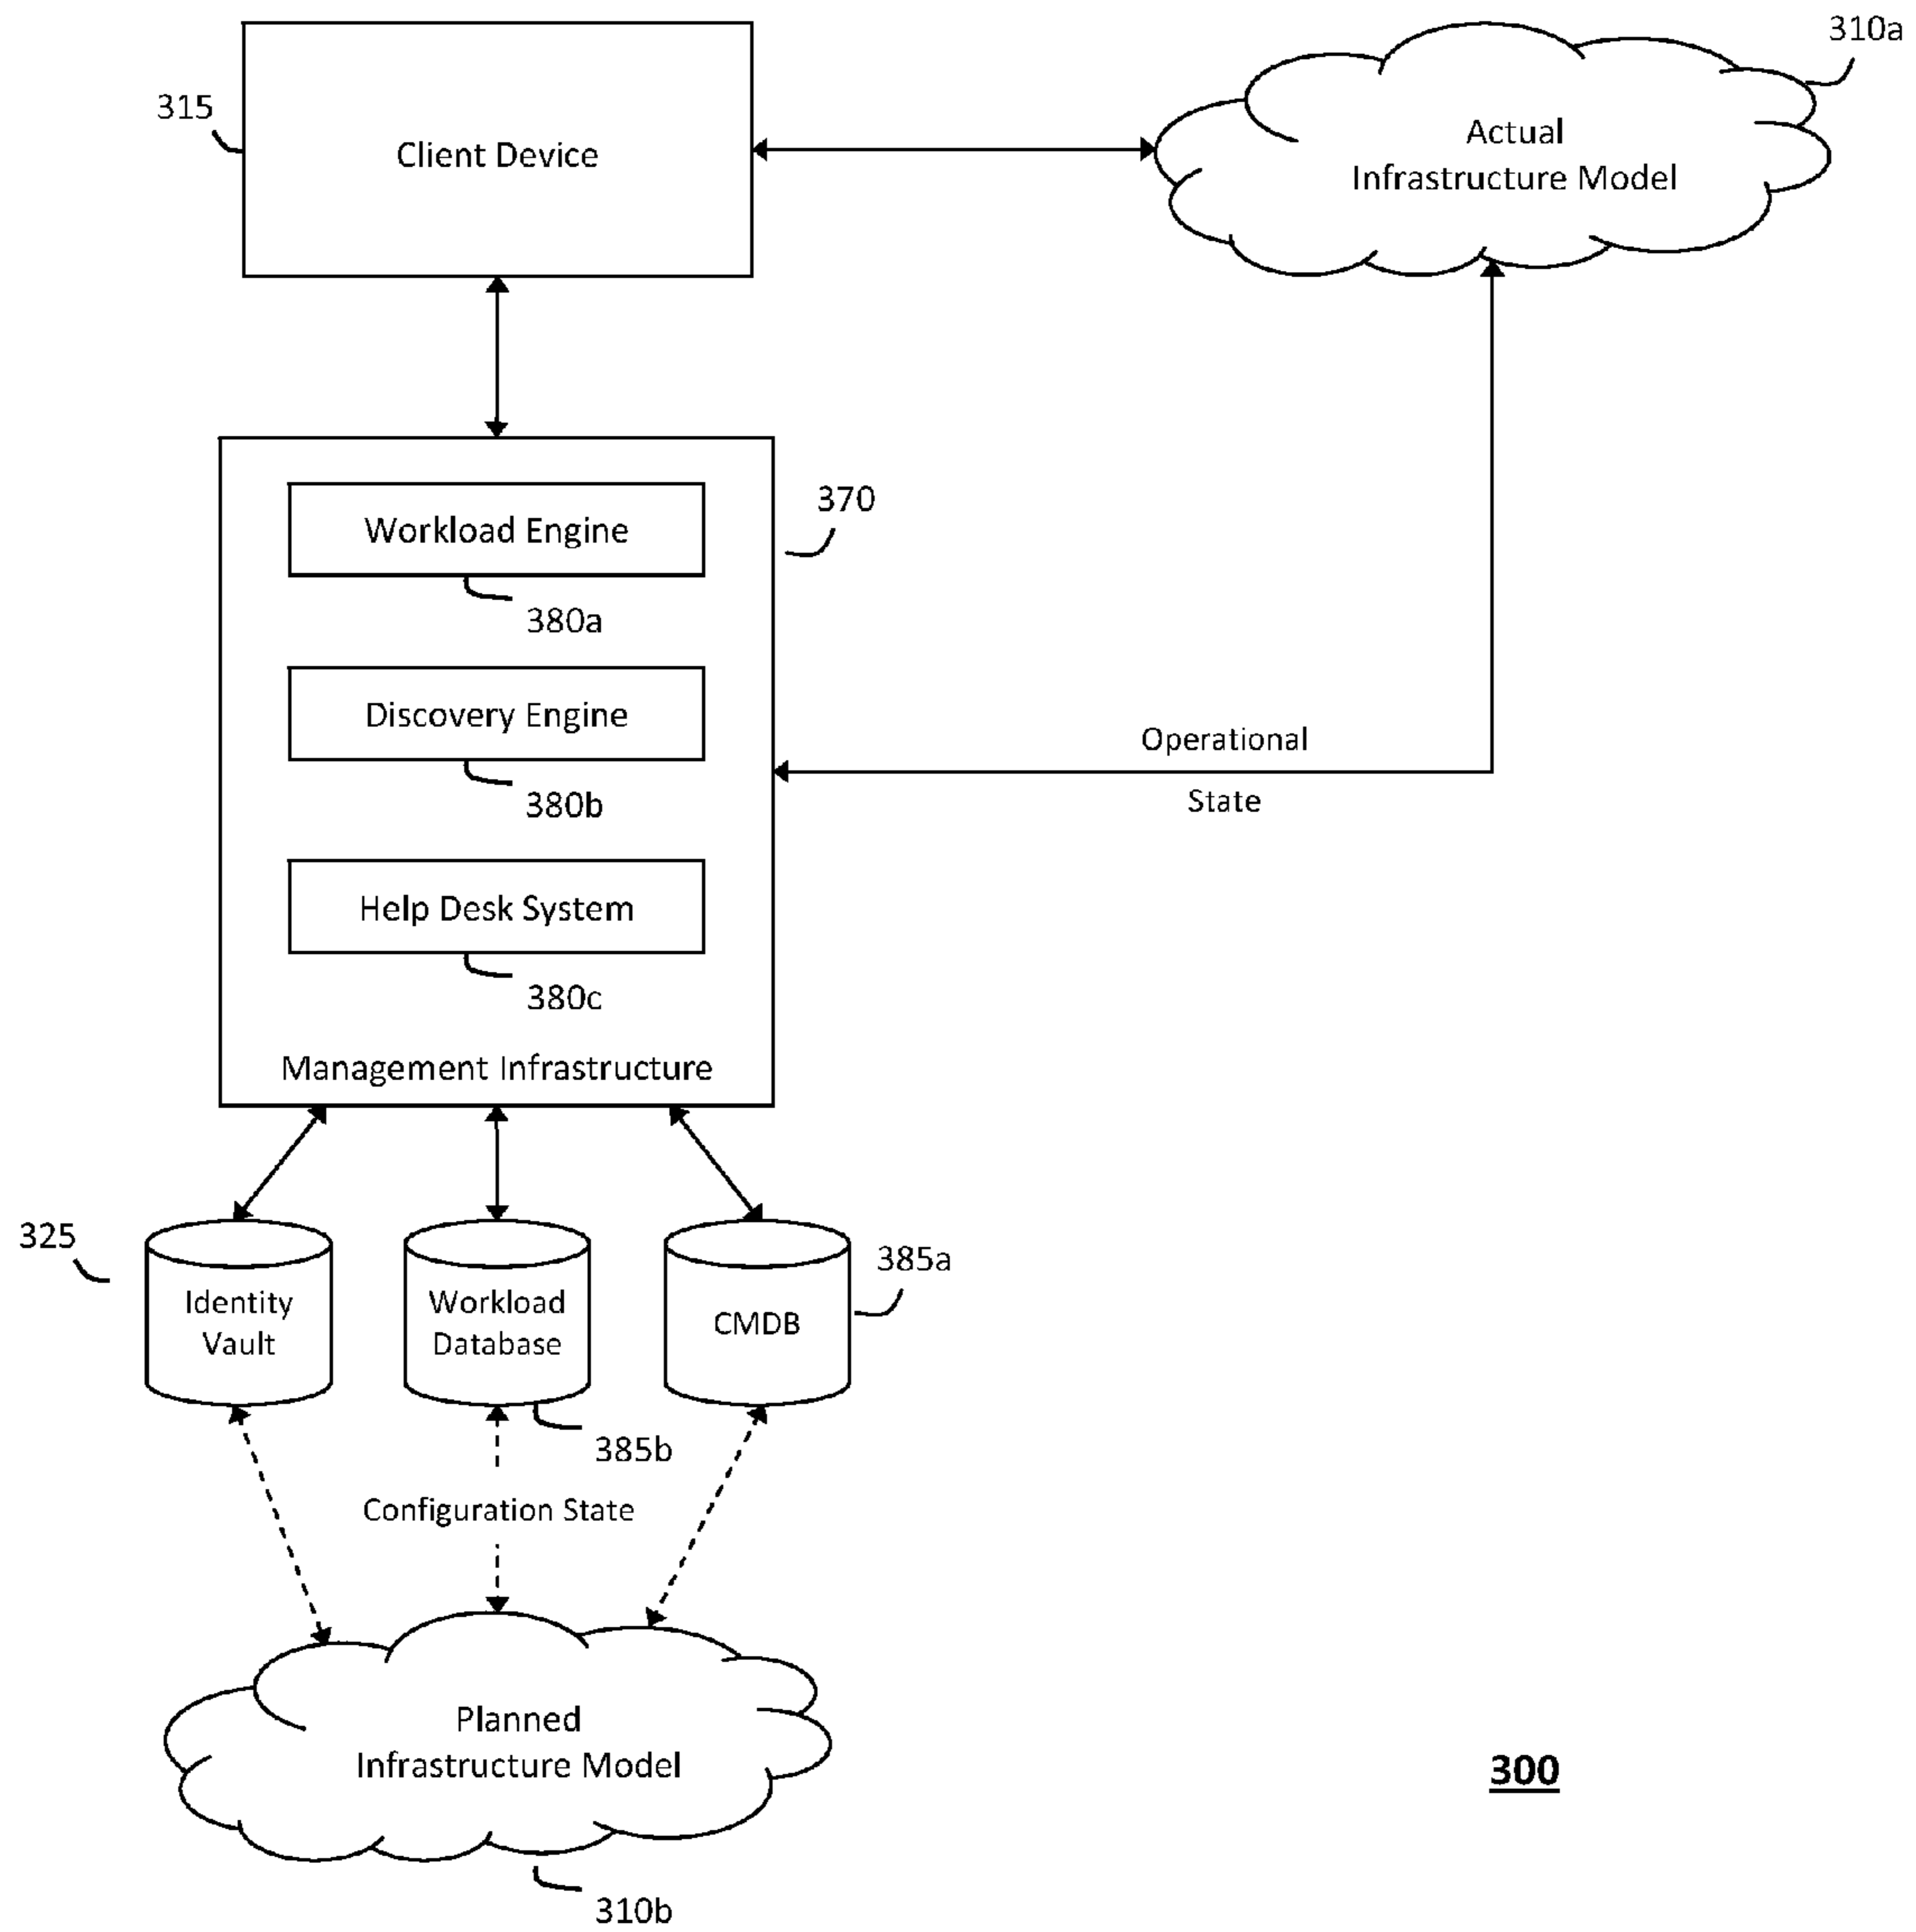 310a
315
Client Device
Actual
Infrastructure Model
370
Workload Engine
380a
Discovery Engine
380b
Operational
State
Help Desk System
380c
Management Infrastructure
325
385a
Identity
Vault
Workload
Database
CMDB
385b
Configuration State
Planned
Infrastructure Model
300
310b